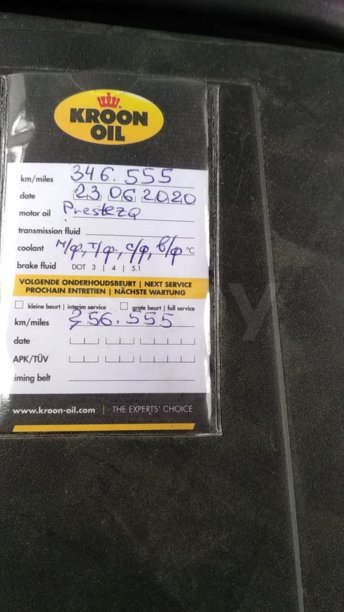 KROON
OIL
km/miles 346.555
date 23 06 2020
motor oil Presteza
transmission fluid
coolant м/ф, т/ф, с/ф, в/ф °C
brake fluid DOT 3 | 4 | 5.1
VOLGENDE ONDERHOUDSBEURT | NEXT SERVICE
PROCHAIN ENTRETIEN | NÄCHSTE WARTUNG
kleine beurt | interim service grote beurt | full service
km/miles 356.555
date
APK/TÜV
iming belt
www.kroon-oil.com | THE EXPERTS' CHOICE